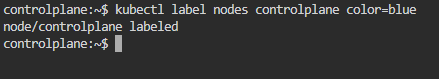 controlplane:~$ kubectl label nodes controlplane color=blue
node/controlplane labeled
controlplane:~$